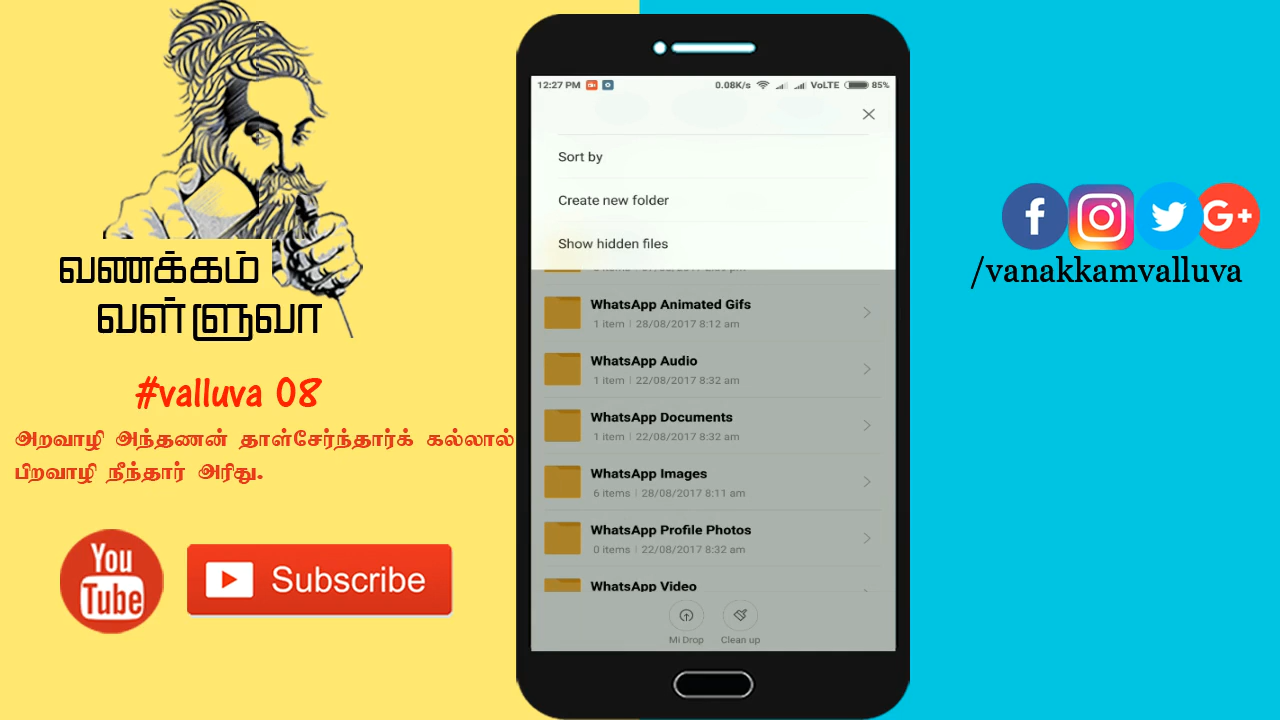 வணக்கம்
வள்ளுவா
#valluva 08
அறவாழி அந்தணன் தாள்சேர்ந்தார்க் கல்லால்
பிறவாழி நீந்தார் அரிது.
You
Tube
Subscribe
12:27 PM
0.08K/s VoLTE 85%
Sort by
Create new folder
Show hidden files
WhatsApp Animated Gifs
1 item | 28/08/2017 8:12 am
WhatsApp Audio
1 item | 22/08/2017 8:32 am
WhatsApp Documents
1 item | 22/08/2017 8:32 am
WhatsApp Images
6 items | 28/08/2017 8:11 am
WhatsApp Profile Photos
0 items | 22/08/2017 8:32 am
WhatsApp Video
Mi Drop Clean up
f G+
/vanakkamvalluva